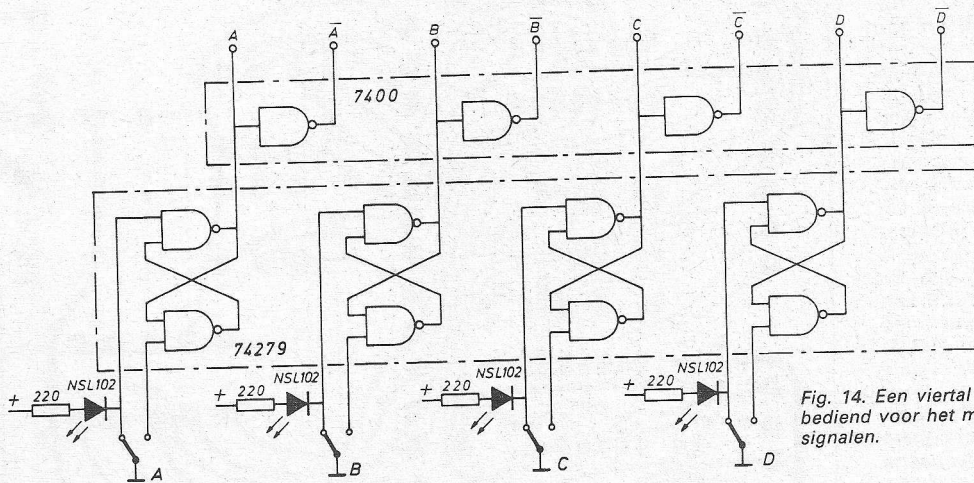 A A̅ B B̅ C C̅ D D̅
7400
74279
NSL102 NSL102 NSL102 NSL102
+ 220 + 220 + 220 + 220
A B C D
Fig. 14. Een viertal
bediend voor het m
signalen.